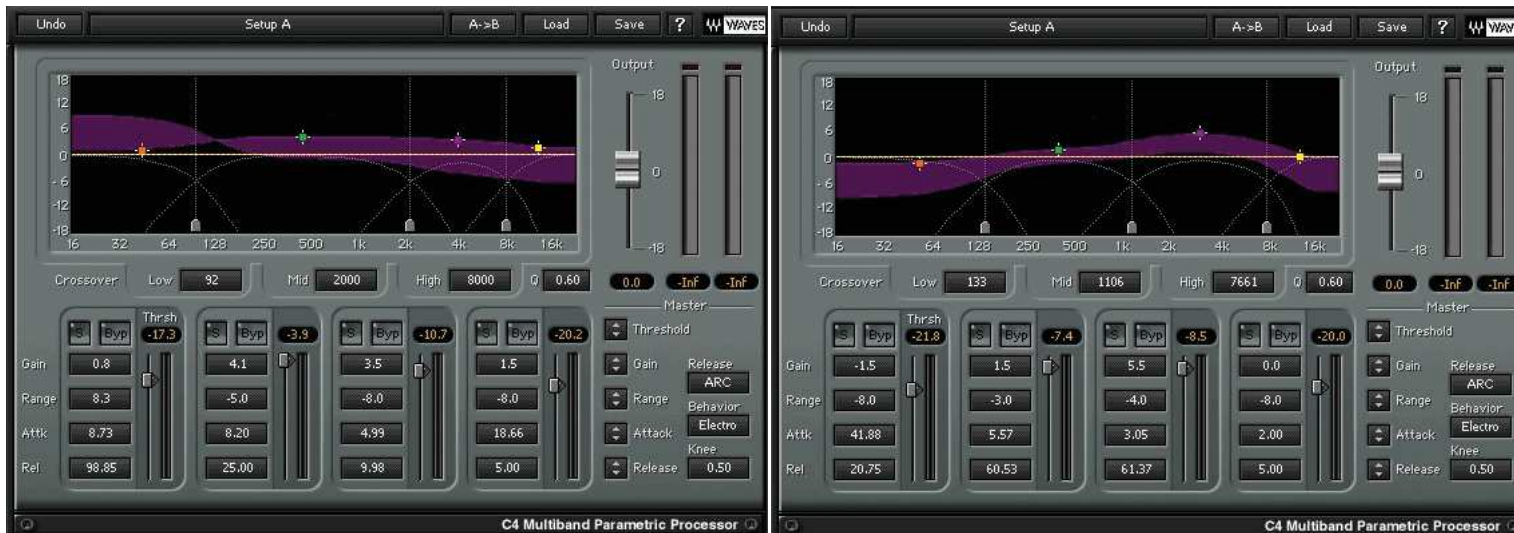 Undo Setup A A->B Load Save ? WAVES
Output
18
12
6
0
-6
-12
-18
16 32 64 128 250 500 1k 2k 4k 8k 16k
18
0
-18
Crossover Low 92 Mid 2000 High 8000 Q 0.60 0.0 -Inf -Inf
Master
Thrsh
S Byp -17.3 S Byp -3.9 S Byp -10.7 S Byp -20.2 Threshold
Gain 0.8 4.1 3.5 1.5 Gain Release
ARC
Range 8.3 -5.0 -8.0 -8.0 Range Behavior
Electro
Attk 8.73 8.20 4.99 18.66 Attack
Knee
Rel 98.85 25.00 9.98 5.00 Release 0.50
C4 Multiband Parametric Processor
Undo Setup A A->B Load Save ? WAV
Output
18
12
6
0
-6
-12
-18
16 32 64 128 250 500 1k 2k 4k 8k 16k
18
0
-18
Crossover Low 133 Mid 1106 High 7661 Q 0.60 0.0 -Inf -Inf
Master
Thrsh
S Byp -21.8 S Byp -7.4 S Byp -8.5 S Byp -20.0 Threshold
Gain -1.5 1.5 5.5 0.0 Gain Release
ARC
Range -8.0 -3.0 -4.0 -8.0 Range Behavior
Electro
Attk 41.88 5.57 3.05 2.00 Attack
Knee
Rel 20.75 60.53 61.37 5.00 Release 0.50
C4 Multiband Parametric Processor